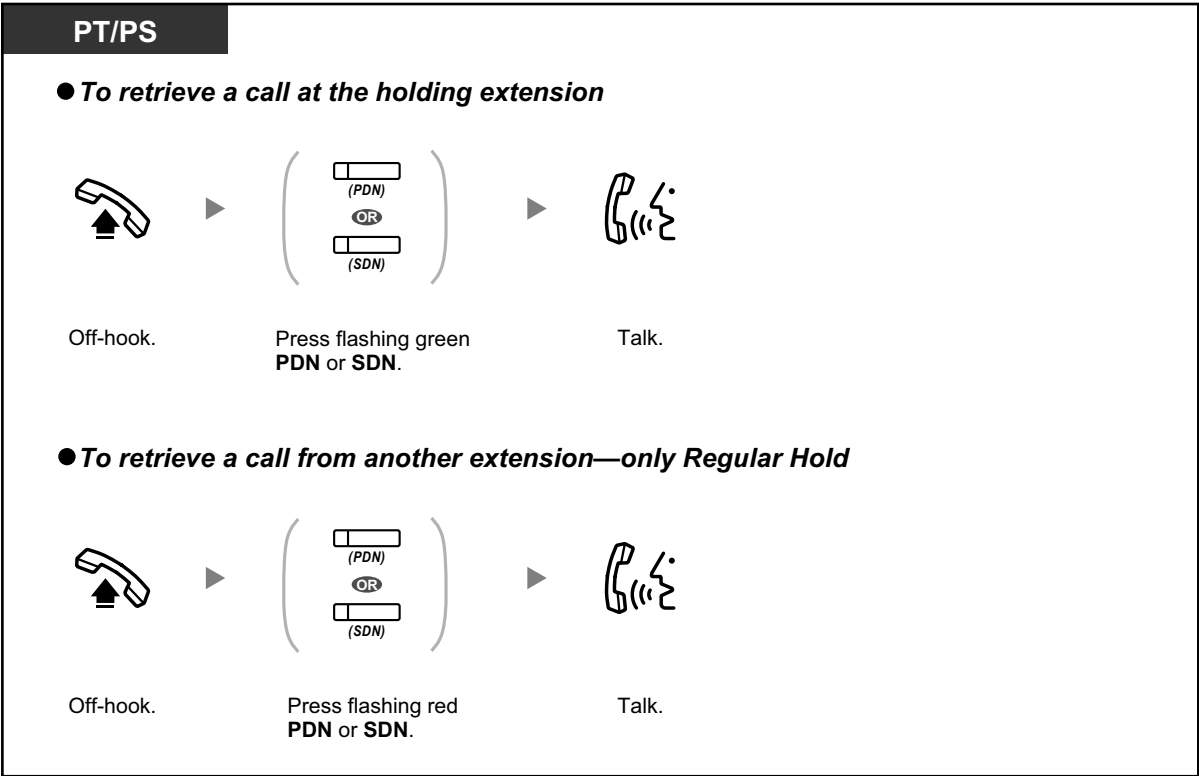 PT/PS
● To retrieve a call at the holding extension
(PDN)
OR
(SDN)
Off-hook.
Press flashing green
PDN or SDN.
Talk.
● To retrieve a call from another extension—only Regular Hold
(PDN)
OR
(SDN)
Off-hook.
Press flashing red
PDN or SDN.
Talk.